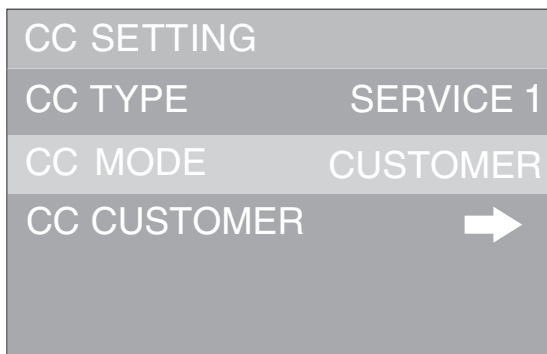 CC SETTING
CC TYPE SERVICE 1
CC MODE CUSTOMER
CC CUSTOMER